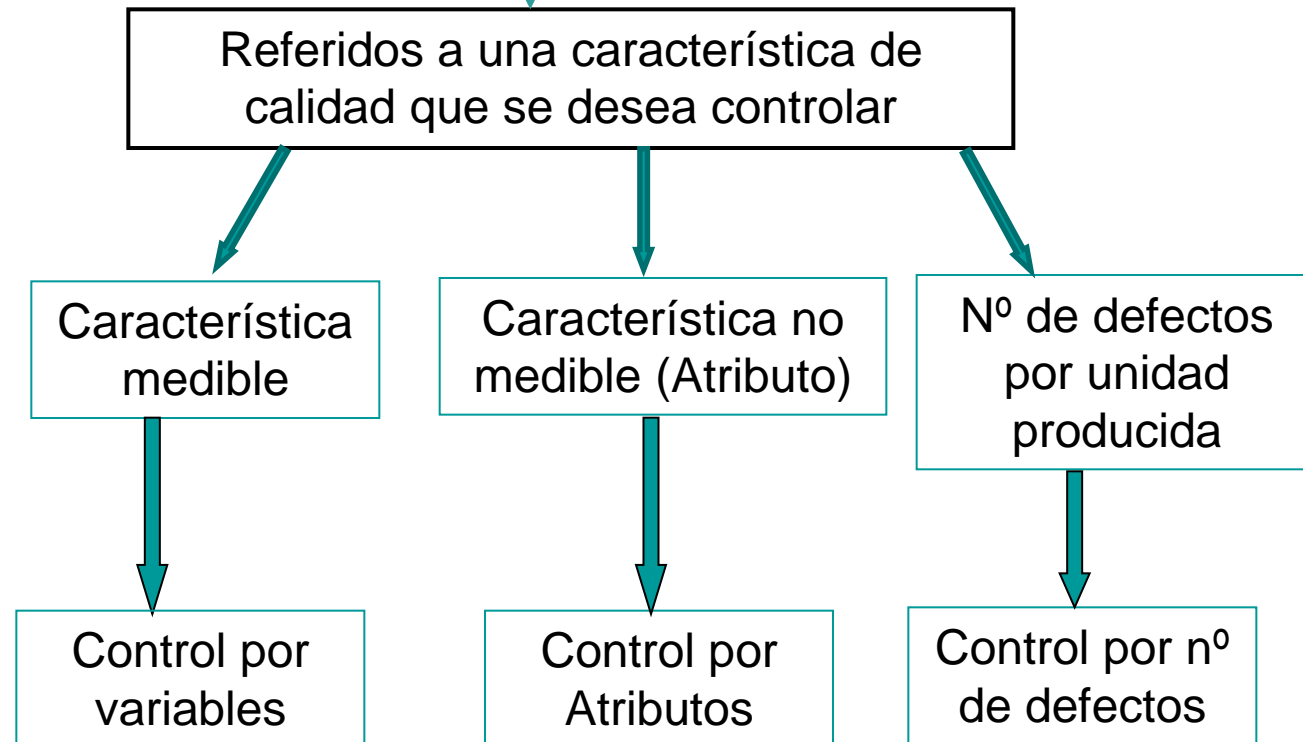 Referidos a una característica de
calidad que se desea controlar
Característica
medible
Característica no
medible (Atributo)
Nº de defectos
por unidad
producida
Control por
variables
Control por
Atributos
Control por nº
de defectos